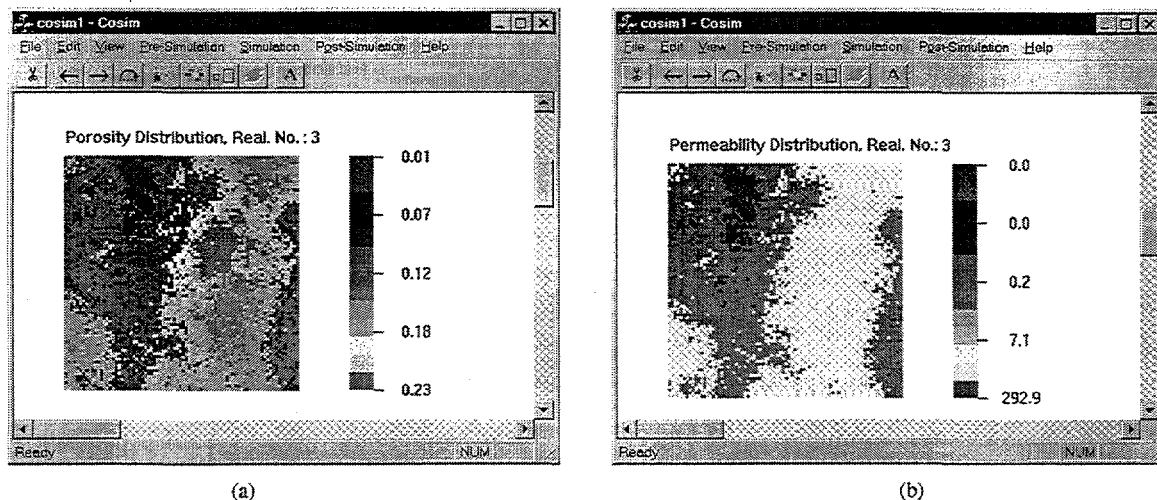 cosim1 - Cosim
File Edit View Pre-Simulation Simulation Post-Simulation Help
A
Porosity Distribution, Real. No.: 3
0.01
0.07
0.12
0.18
0.23
Ready
NUM
(a)
cosim1 - Cosim
File Edit View Pre-Simulation Simulation Post-Simulation Help
A
Permeability Distribution, Real. No.: 3
0.0
0.0
0.2
7.1
292.9
Ready
NUM
(b)